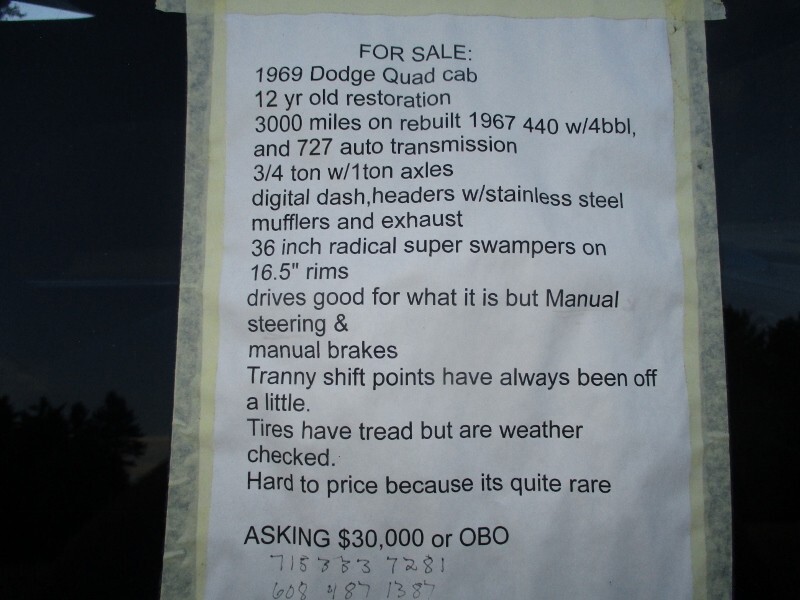 FOR SALE:
1969 Dodge Quad cab
12 yr old restoration
3000 miles on rebuilt 1967 440 w/4bbl,
and 727 auto transmission
3/4 ton w/1ton axles
digital dash,headers w/stainless steel
mufflers and exhaust
36 inch radical super swampers on
16.5" rims
drives good for what it is but Manual
steering &
manual brakes
Tranny shift points have always been off
a little.
Tires have tread but are weather
checked.
Hard to price because its quite rare
ASKING $30,000 or OBO
715 333 7281
608 487 1387